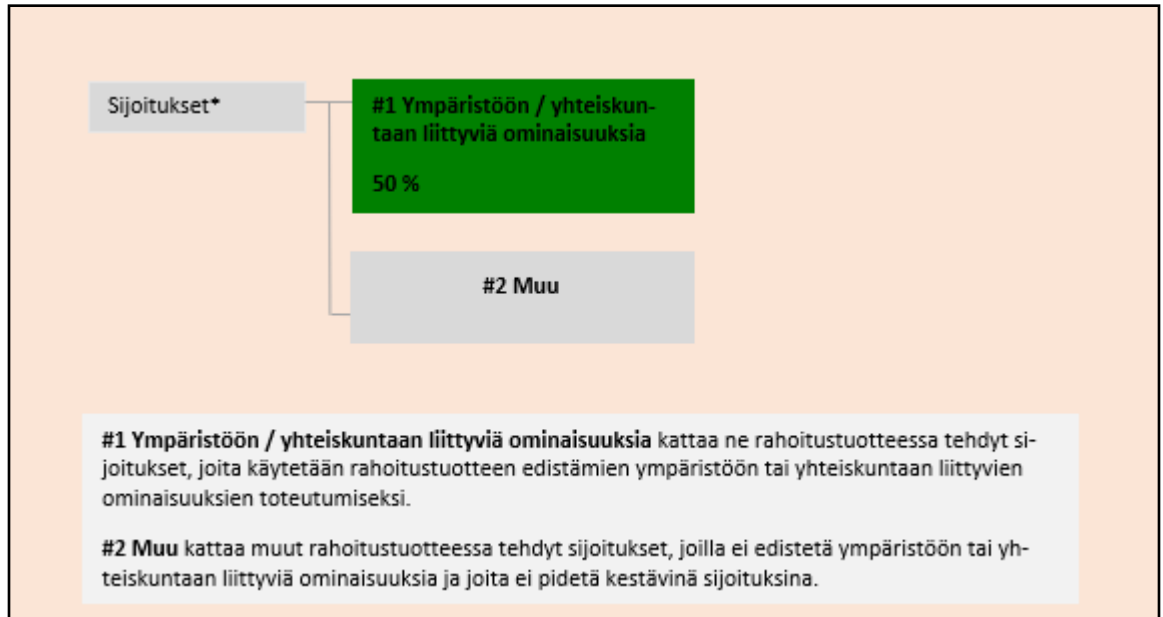 Sijoitukset*
#1 Ympäristöön / yhteiskun-
taan liittyviä ominaisuuksia
50 %
#2 Muu
#1 Ympäristöön / yhteiskuntaan liittyviä ominaisuuksia kattaa ne rahoitustuotteessa tehdyt si-
joitukset, joita käytetään rahoitustuotteen edistämien ympäristöön tai yhteiskuntaan liittyvien
ominaisuuksien toteutumiseksi.
#2 Muu kattaa muut rahoitustuotteessa tehdyt sijoitukset, joilla ei edistetä ympäristöön tai yh-
teiskuntaan liittyviä ominaisuuksia ja joita ei pidetä kestävinä sijoituksina.